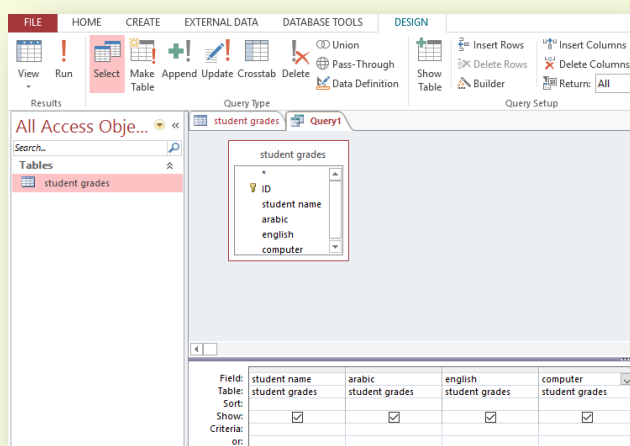 FILE HOME CREATE EXTERNAL DATA DATABASE TOOLS DESIGN
View Run Select Make Table Append Update Crosstab Delete
Union
Pass-Through
Data Definition
Show Table
Insert Rows
Delete Rows
Builder
Insert Columns
Delete Columns
Return: All
Results Query Type Query Setup
All Access Obje... «
Search..
Tables
student grades
student grades Query1
student grades
*
ID
student name
arabic
english
computer
Field: student name arabic english computer
Table: student grades student grades student grades student grades
Sort:
Show:
Criteria:
or: